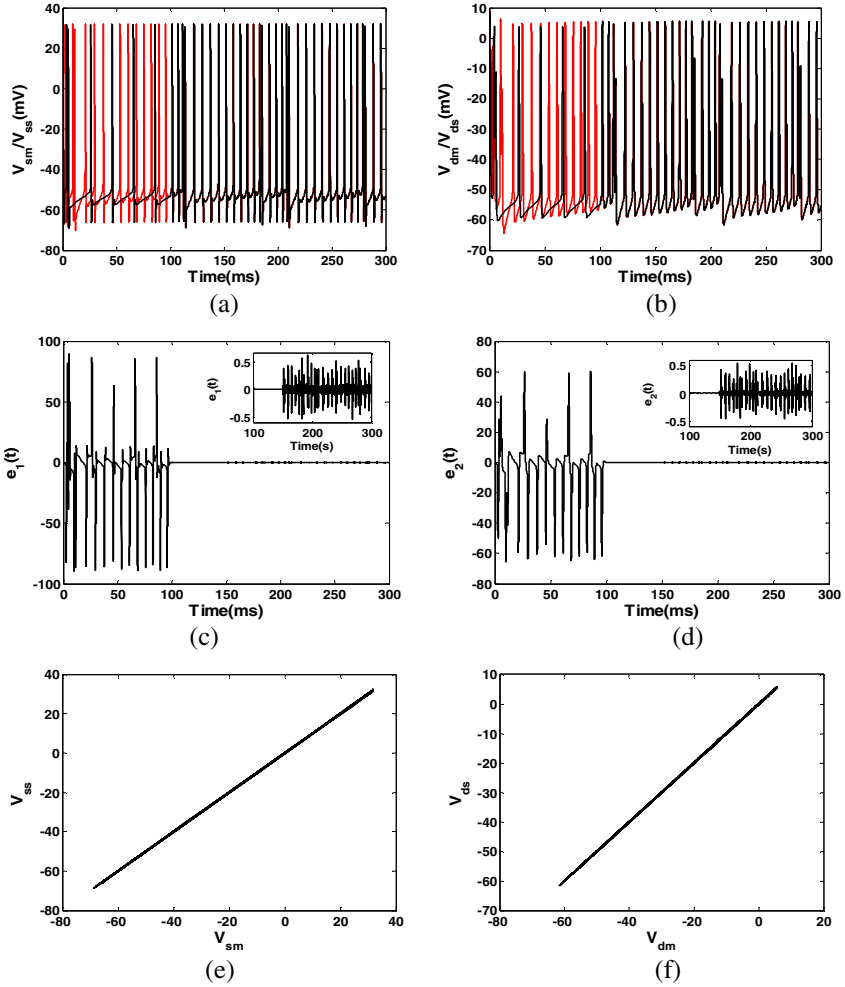 V_sm/V_ss(mV)
40
20
0
-20
-40
-60
-80
0 50 100 150 200 250 300
Time(ms)
(a)
V_dm/V_ds(mV)
10
0
-10
-20
-30
-40
-50
-60
-70
0 50 100 150 200 250 300
Time(ms)
(b)
e_1(t)
100
50
0
-50
-100
0 50 100 150 200 250 300
Time(ms)
e_1(t)
0.5
0
-0.5
100 200 300
Time(s)
(c)
e_2(t)
80
60
40
20
0
-20
-40
-60
-80
0 50 100 150 200 250 300
Time(ms)
e_2(t)
0.5
0
-0.5
100 200 300
Time(s)
(d)
V_ss
40
20
0
-20
-40
-60
-80
-80 -60 -40 -20 0 20 40
V_sm
(e)
V_ds
10
0
-10
-20
-30
-40
-50
-60
-70
-80 -60 -40 -20 0 20
V_dm
(f)